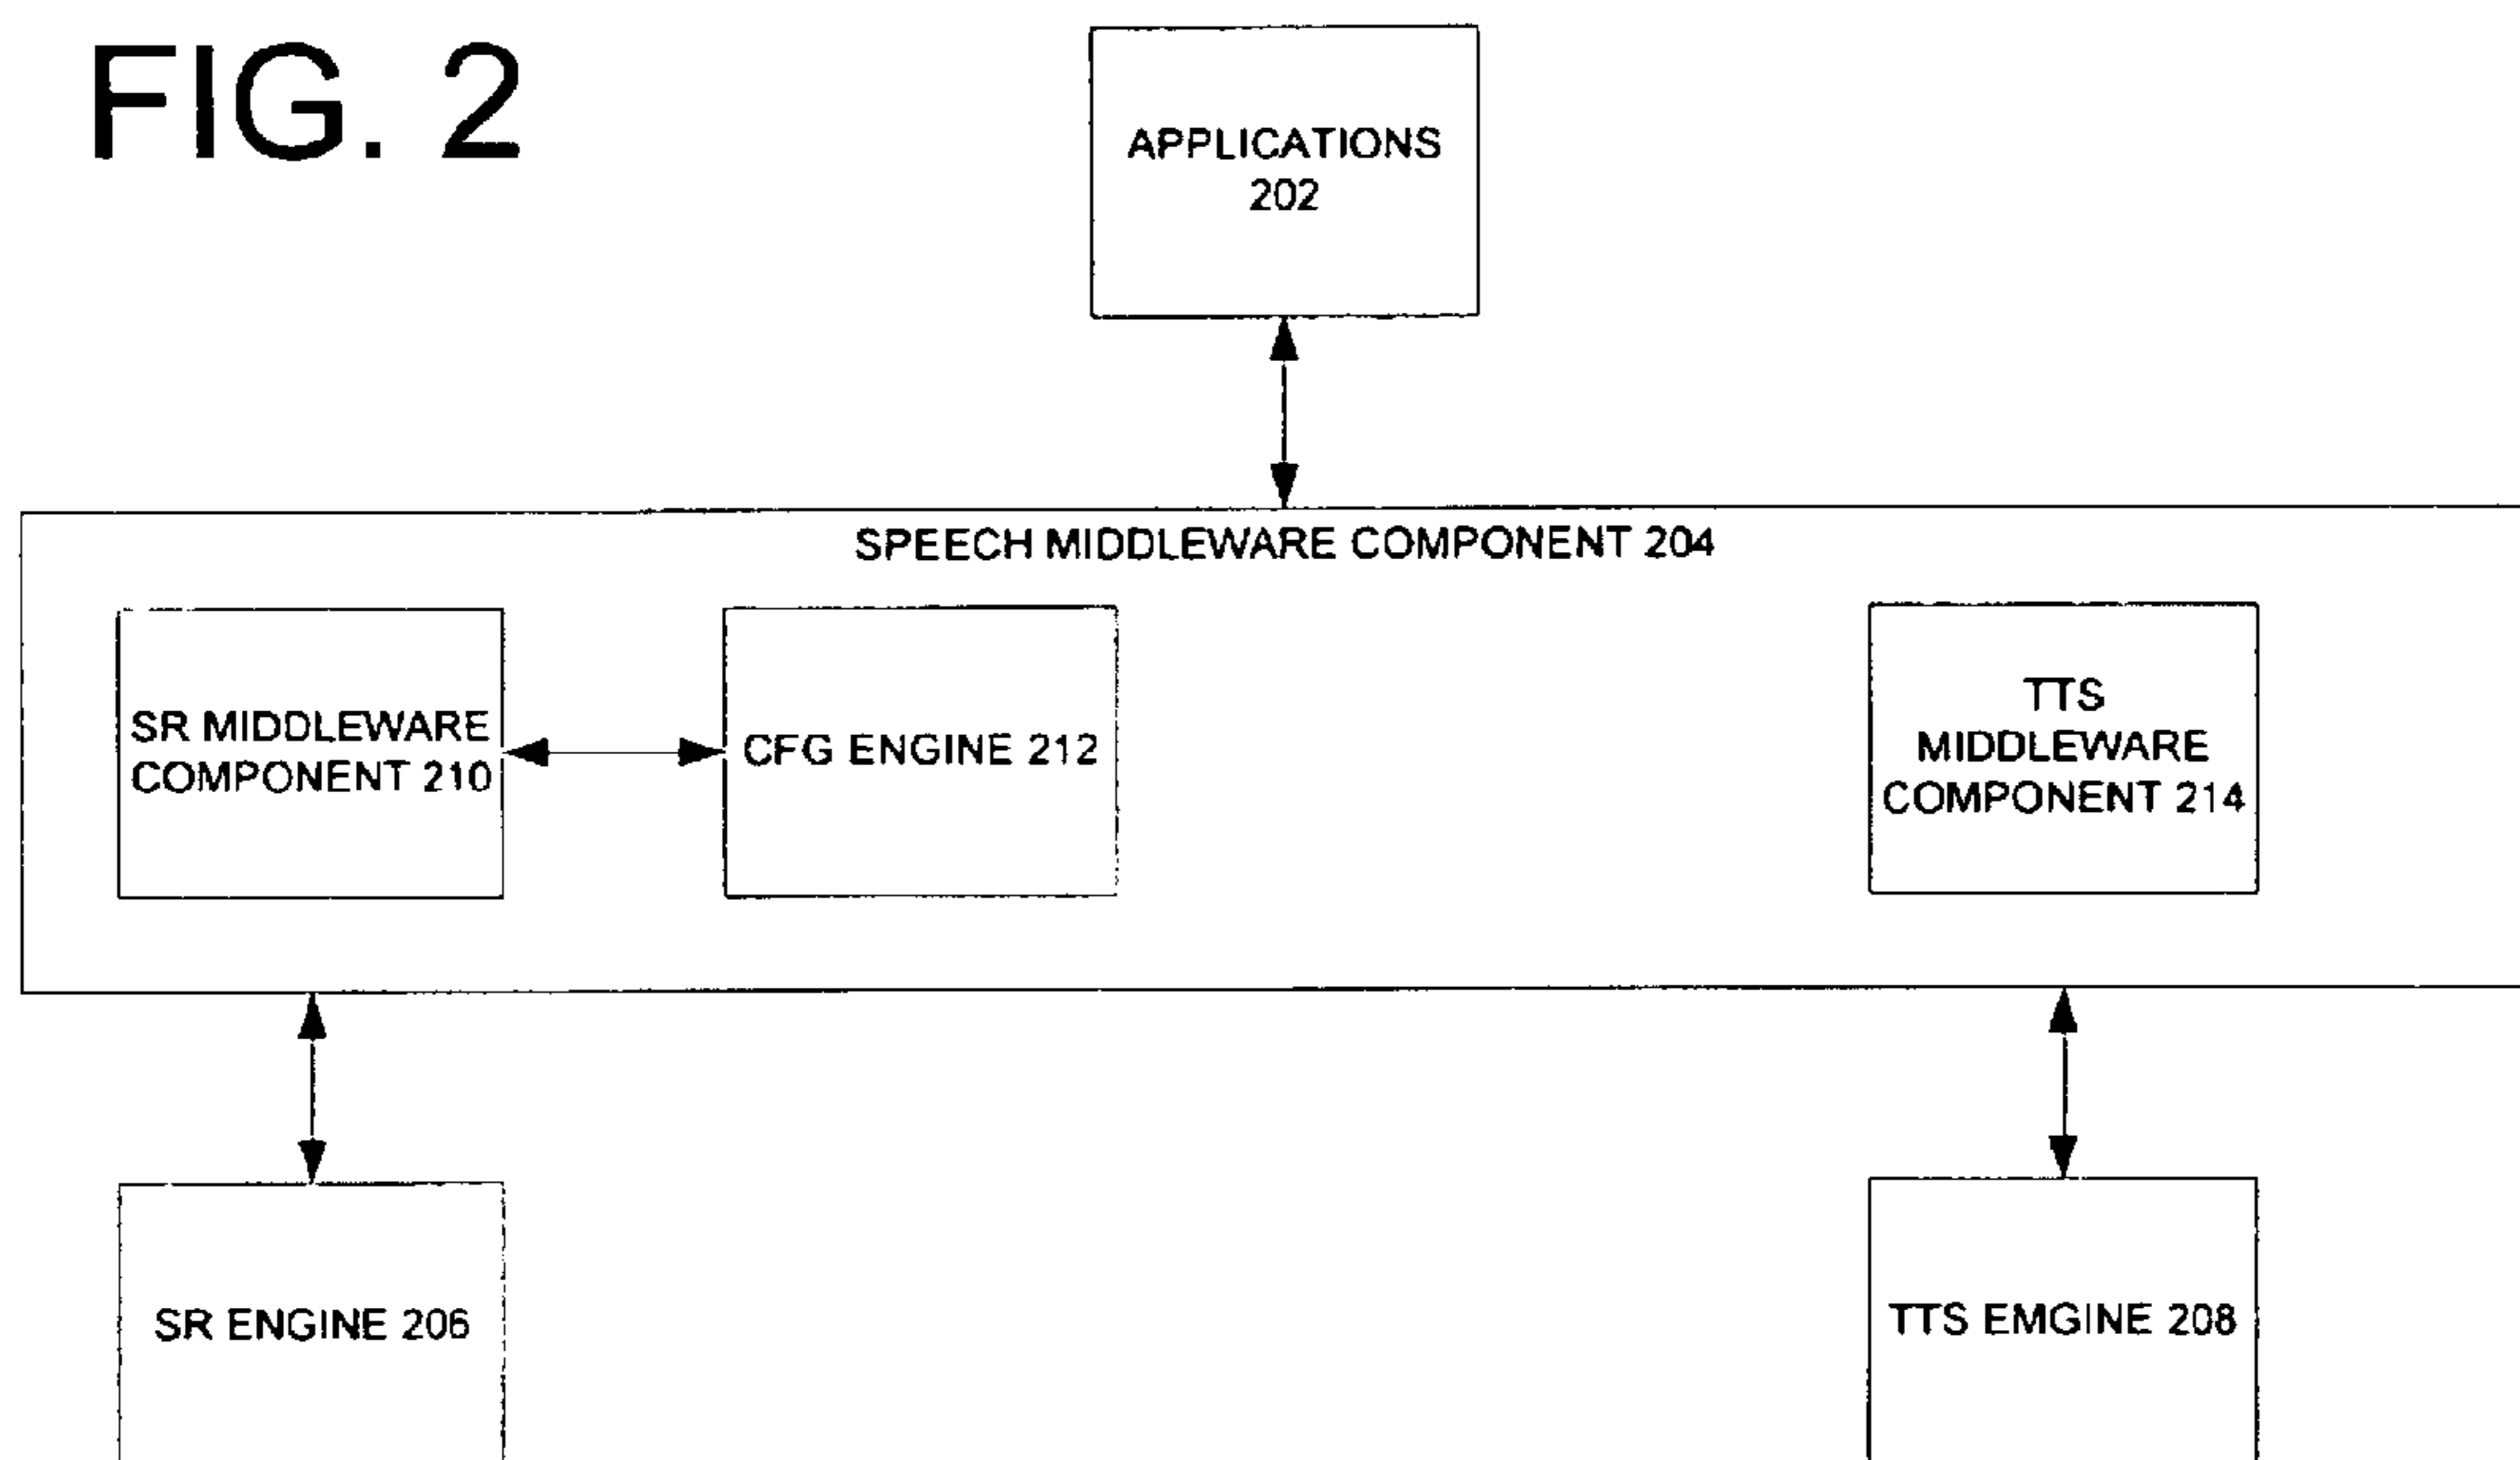 FIG. 2
APPLICATIONS
202
SPEECH MIDDLEWARE COMPONENT 204
SR MIDDLEWARE
COMPONENT 210
CFG ENGINE 212
TTS
MIDDLEWARE
COMPONENT 214
SR ENGINE 206
TTS EMGINE 208